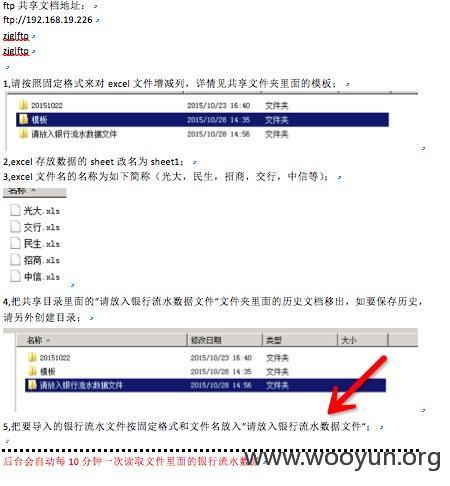 ftp 共享文档地址：
ftp://192.168.19.226
zjglftp
zjglftp
1,请按照固定格式来对 excel 文件增减列，详情见共享文件夹里面的模板；
20151022 2015/10/23 16:40 文件夹
模板 2015/10/28 14:35 文件夹
请放入银行流水数据文件 2015/10/28 14:56 文件夹
2,excel 存放数据的 sheet 改名为 sheet1；
3,excel 文件名的名称为如下简称（光大，民生，招商，交行，中信等）；
名称
光大.xls
交行.xls
民生.xls
招商.xls
中信.xls
4,把共享目录里面的“请放入银行流水数据文件”文件夹里面的历史文档移出，如要保存历史，
请另外创建目录；
名称 修改日期 类型 大小
20151022 2015/10/23 16:40 文件夹
模板 2015/10/28 14:35 文件夹
请放入银行流水数据文件 2015/10/28 14:56 文件夹
5,把要导入的银行流水文件按固定格式和文件名放入“请放入银行流水数据文件”；
后台会自动每 10 分钟一次读取文件里面的银行流水数据
www.wooyun.org